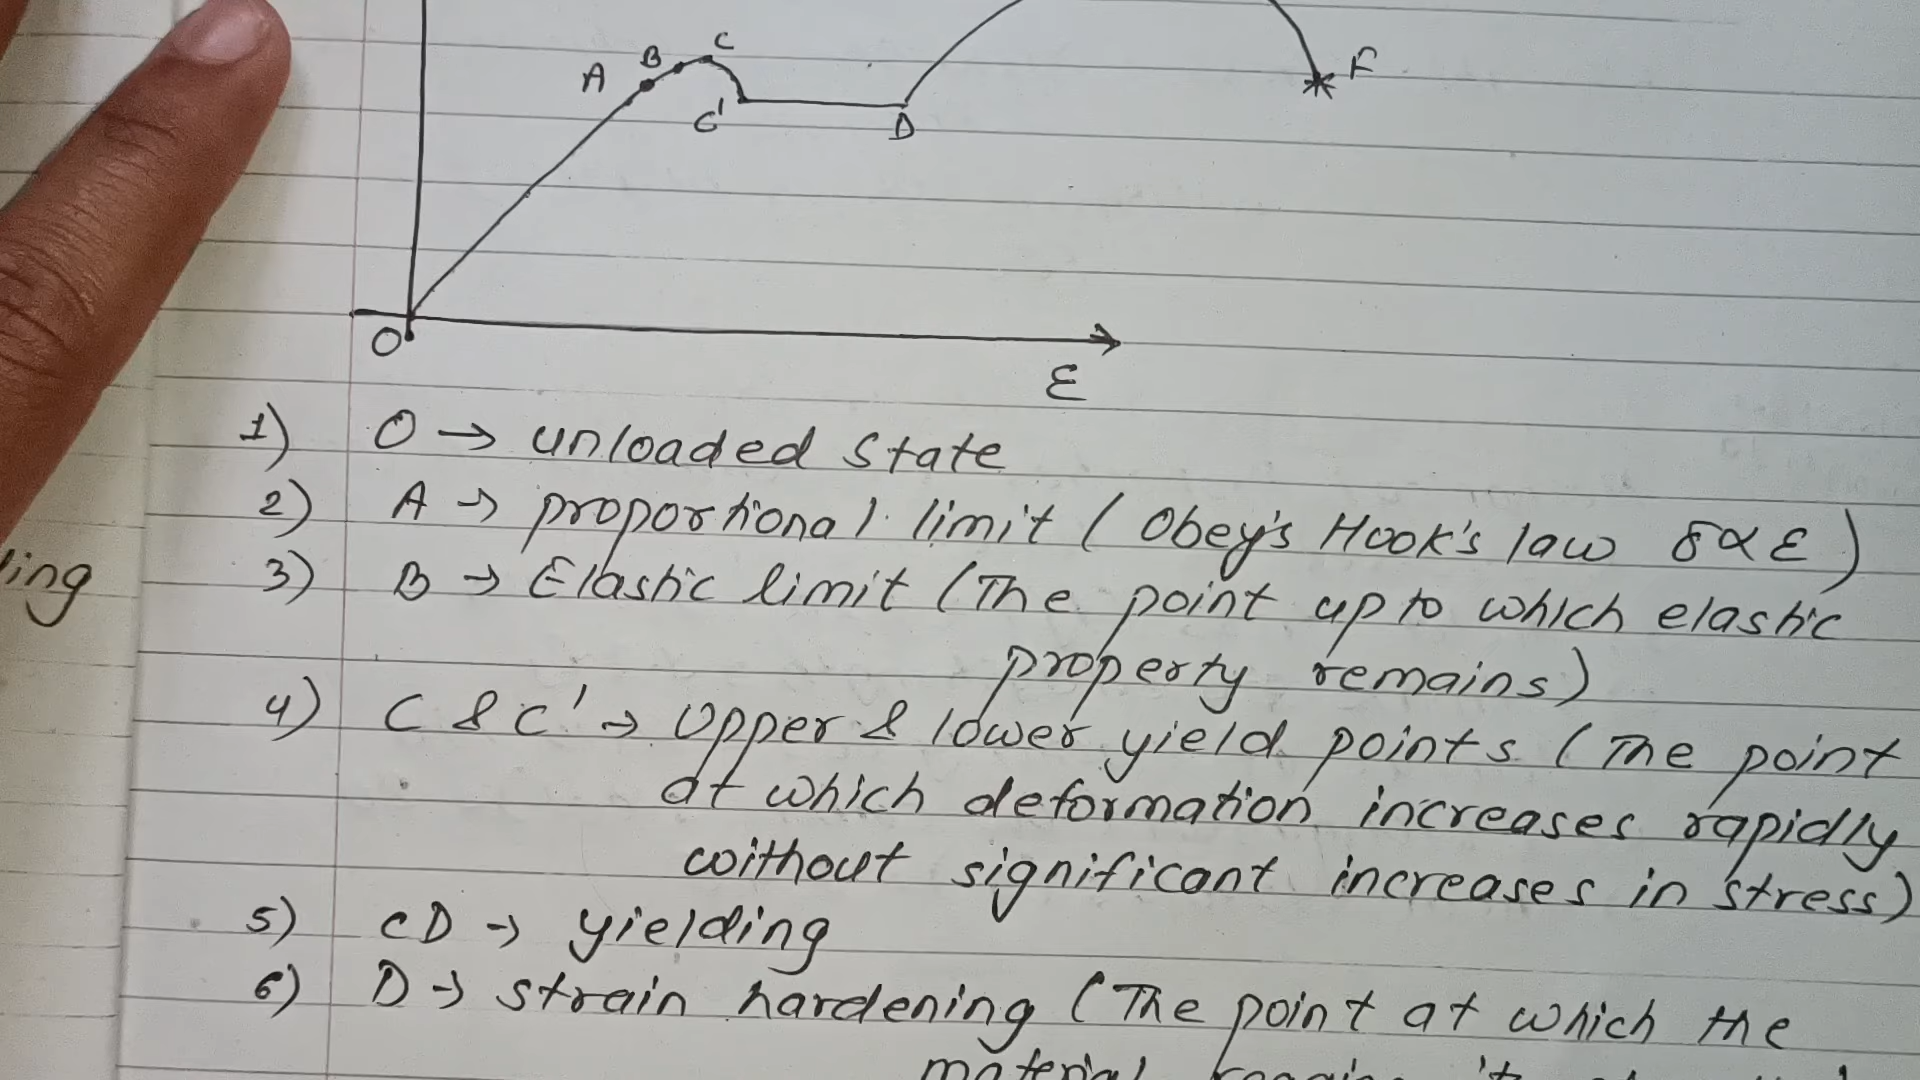 C
B
A
F
C'
D
O
ε
1) O → unloaded state
2) A → proportional limit ( Obey's Hook's law δ∝ε )
ing
3) B → Elastic limit (The point up to which elastic
property remains)
4) C & C' → Upper & lower yield points (The point
at which deformation increases rapidly
without significant increases in stress)
5) CD → yielding
6) D → strain hardening (The point at which the
material